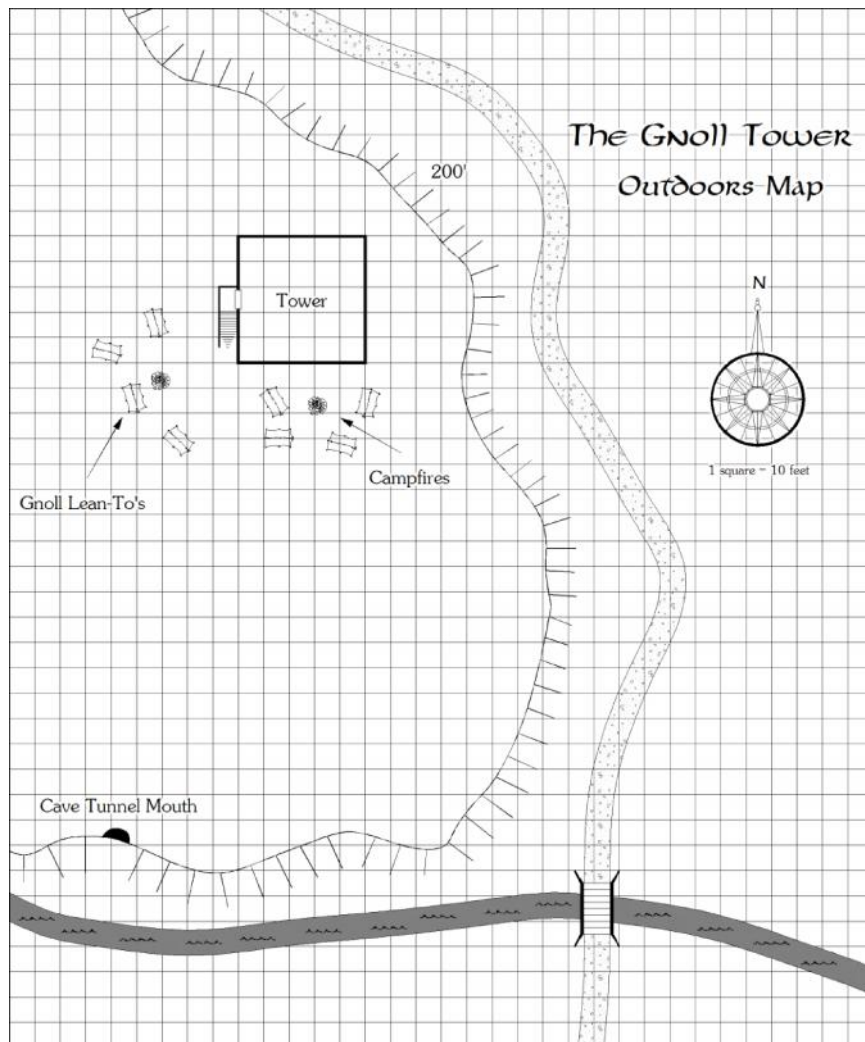 The Gnoll Tower
Outdoors Map
200'
N
Tower
1 square = 10 feet
Campfires
Gnoll Lean-To's
Cave Tunnel Mouth